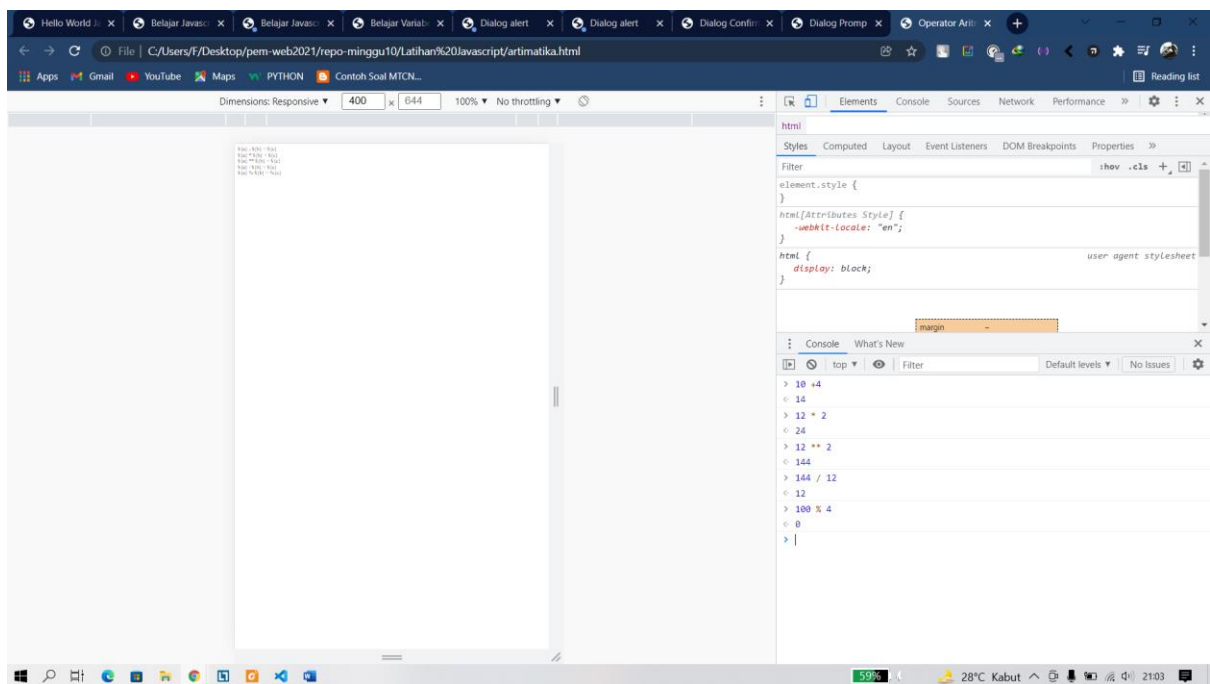 Hello World Ja
Belajar Javasc
Belajar Javascr
Belajar Variab
Dialog alert
Dialog alert
Dialog Confirm
Dialog Promp
Operator Arit
File | C:/Users/F/Desktop/pem-web2021/repo-minggu10/Latihan%20Javascript/artimatika.html
Apps Gmail YouTube Maps PYTHON Contoh Soal MTCN... Reading list
Dimensions: Responsive ▼ 400 x 644 100% ▼ No throttling ▼
Elements Console Sources Network Performance »
html
Styles Computed Layout Event Listeners DOM Breakpoints Properties »
Filter :hov .cls +
element.style {
}
html[Attributes Style] {
-webkit-locale: "en";
}
html { user agent stylesheet
display: block;
}
margin -
Console What's New
top ▼ Filter Default levels ▼ No Issues
> 10 +4
14
> 12 * 2
24
> 12 ** 2
144
> 144 / 12
12
> 100 % 4
0
>
59% 28°C Kabut 21:03